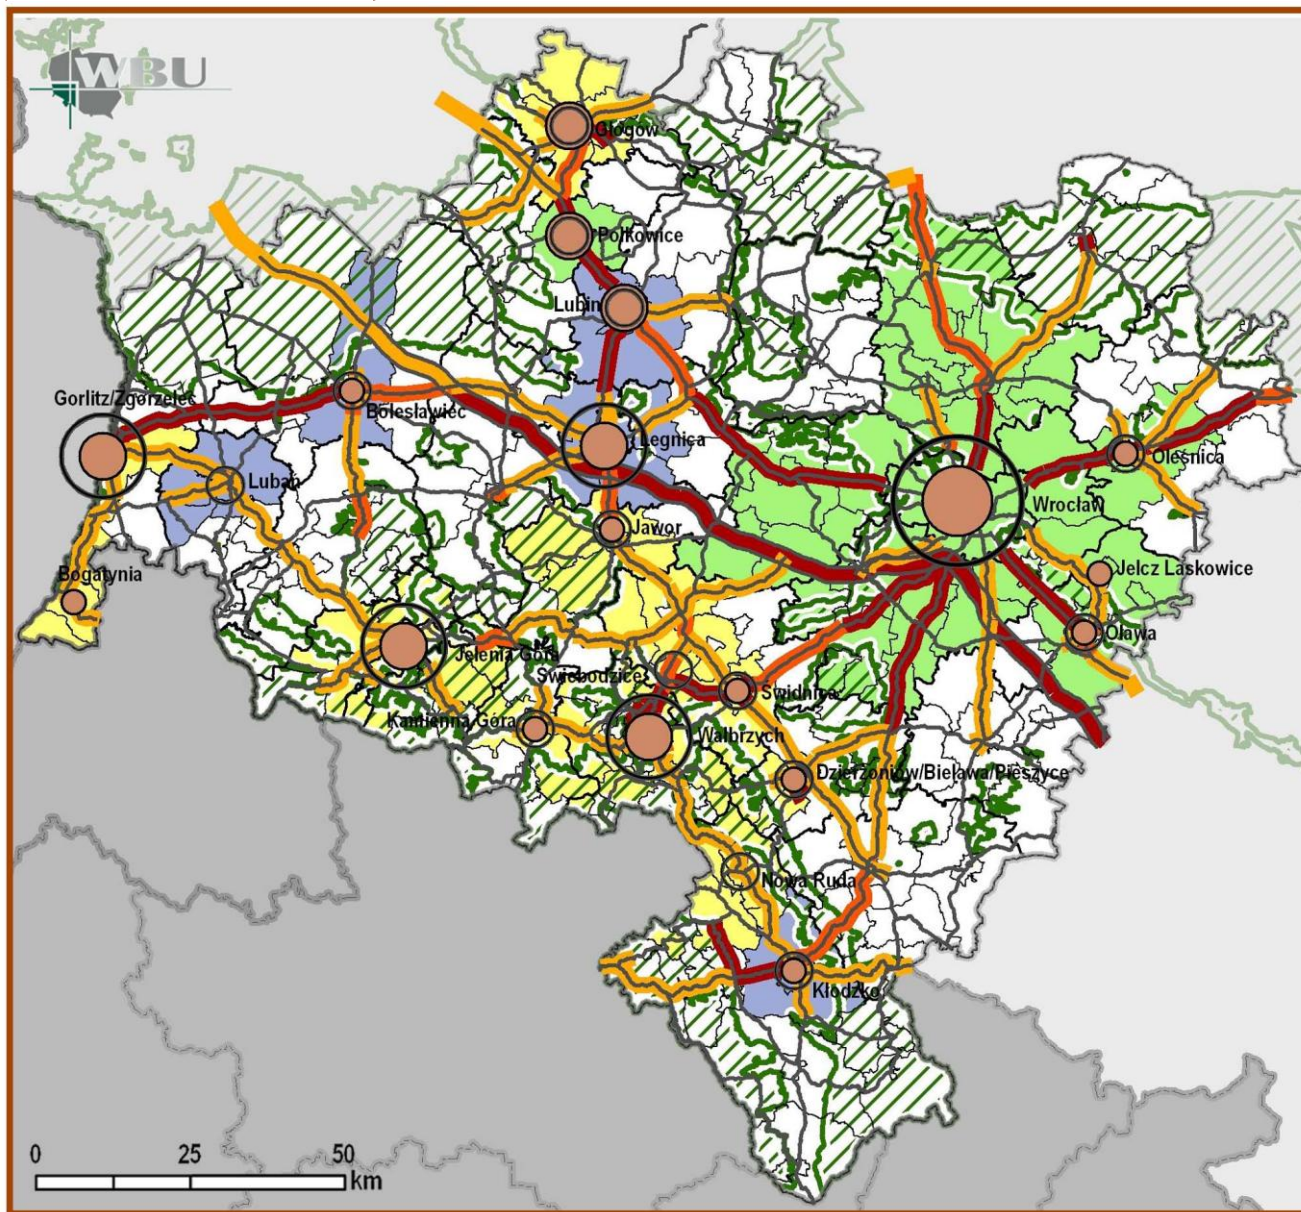 WBU
Głogów
Polkowice
Lubin
Gorlitz/Zgorzelec
Bolesławiec
Legnica
Oleśnica
Lubań
Wrocław
Jawor
Jelcz Laskowice
Bogatynia
Oława
Jelenia Góra
Świebodzice
Świdnica
Kamienna Góra
Wałbrzych
Dzierżoniów/Bielawa/Pieszyce
Nowa Ruda
Kłodzko
0 25 50
km